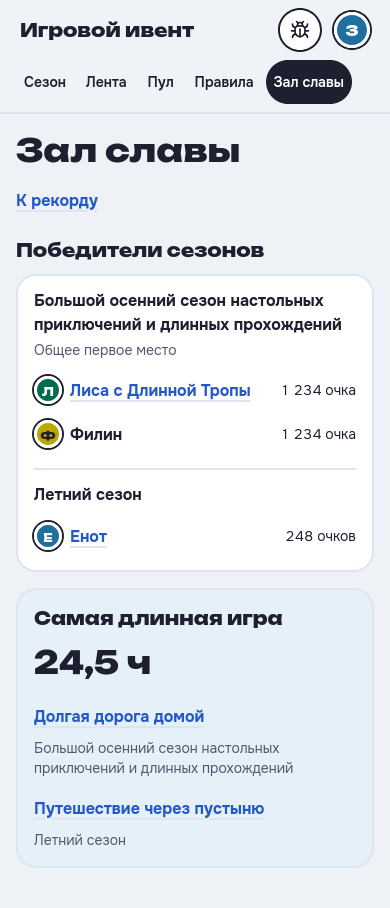 Игровой ивент
З
Сезон Лента Пул Правила Зал славы
Зал славы
К рекорду
Победители сезонов
Большой осенний сезон настольных
приключений и длинных прохождений
Общее первое место
Л Лиса с Длинной Тропы 1 234 очка
Ф Филин 1 234 очка
Летний сезон
Е Енот 248 очков
Самая длинная игра
24,5 ч
Долгая дорога домой
Большой осенний сезон настольных
приключений и длинных прохождений
Путешествие через пустыню
Летний сезон